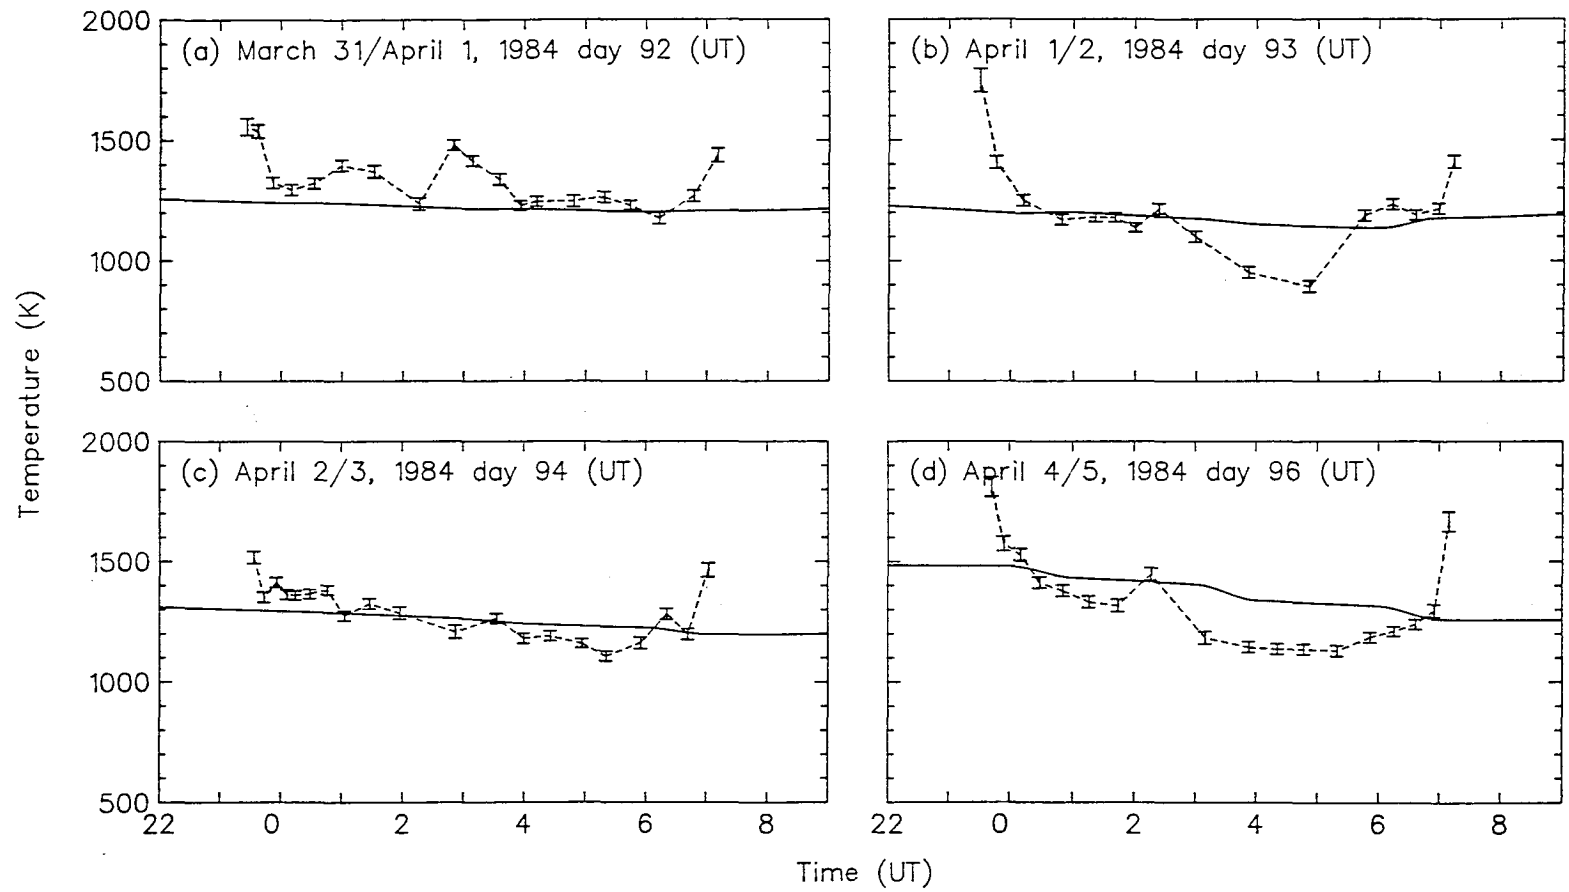 2000
(a) March 31/April 1, 1984 day 92 (UT)
(b) April 1/2, 1984 day 93 (UT)
1500
1000
500
Temperature (K)
2000
(c) April 2/3, 1984 day 94 (UT)
(d) April 4/5, 1984 day 96 (UT)
1500
1000
500
22 0 2 4 6 8
22 0 2 4 6 8
Time (UT)